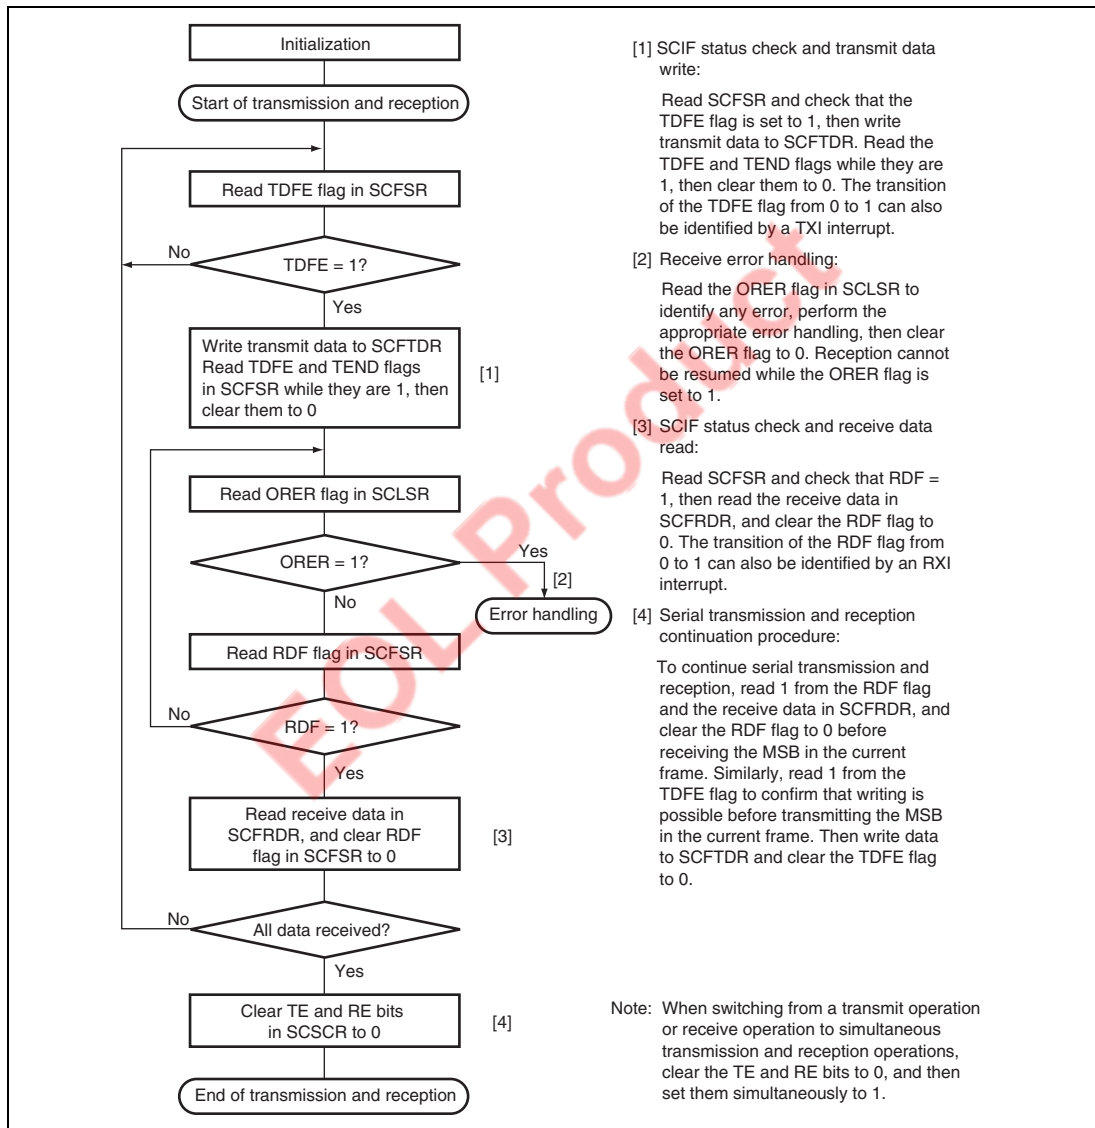 Initialization
Start of transmission and reception
Read TDFE flag in SCFSR
No
TDFE = 1?
Yes
Write transmit data to SCFTDR
Read TDFE and TEND flags
in SCFSR while they are 1, then
clear them to 0
[1]
Read ORER flag in SCLSR
ORER = 1?
Yes
[2]
No
Error handling
Read RDF flag in SCFSR
No
RDF = 1?
Yes
Read receive data in
SCFRDR, and clear RDF
flag in SCFSR to 0
[3]
No
All data received?
Yes
Clear TE and RE bits
in SCSCR to 0
[4]
End of transmission and reception
[1] SCIF status check and transmit data
write:
Read SCFSR and check that the
TDFE flag is set to 1, then write
transmit data to SCFTDR. Read the
TDFE and TEND flags while they are
1, then clear them to 0. The transition
of the TDFE flag from 0 to 1 can also
be identified by a TXI interrupt.
[2] Receive error handling:
Read the ORER flag in SCLSR to
identify any error, perform the
appropriate error handling, then clear
the ORER flag to 0. Reception cannot
be resumed while the ORER flag is
set to 1.
[3] SCIF status check and receive data
read:
Read SCFSR and check that RDF =
1, then read the receive data in
SCFRDR, and clear the RDF flag to
0. The transition of the RDF flag from
0 to 1 can also be identified by an RXI
interrupt.
[4] Serial transmission and reception
continuation procedure:
To continue serial transmission and
reception, read 1 from the RDF flag
and the receive data in SCFRDR, and
clear the RDF flag to 0 before
receiving the MSB in the current
frame. Similarly, read 1 from the
TDFE flag to confirm that writing is
possible before transmitting the MSB
in the current frame. Then write data
to SCFTDR and clear the TDFE flag
to 0.
Note: When switching from a transmit operation
or receive operation to simultaneous
transmission and reception operations,
clear the TE and RE bits to 0, and then
set them simultaneously to 1.
EOL Product